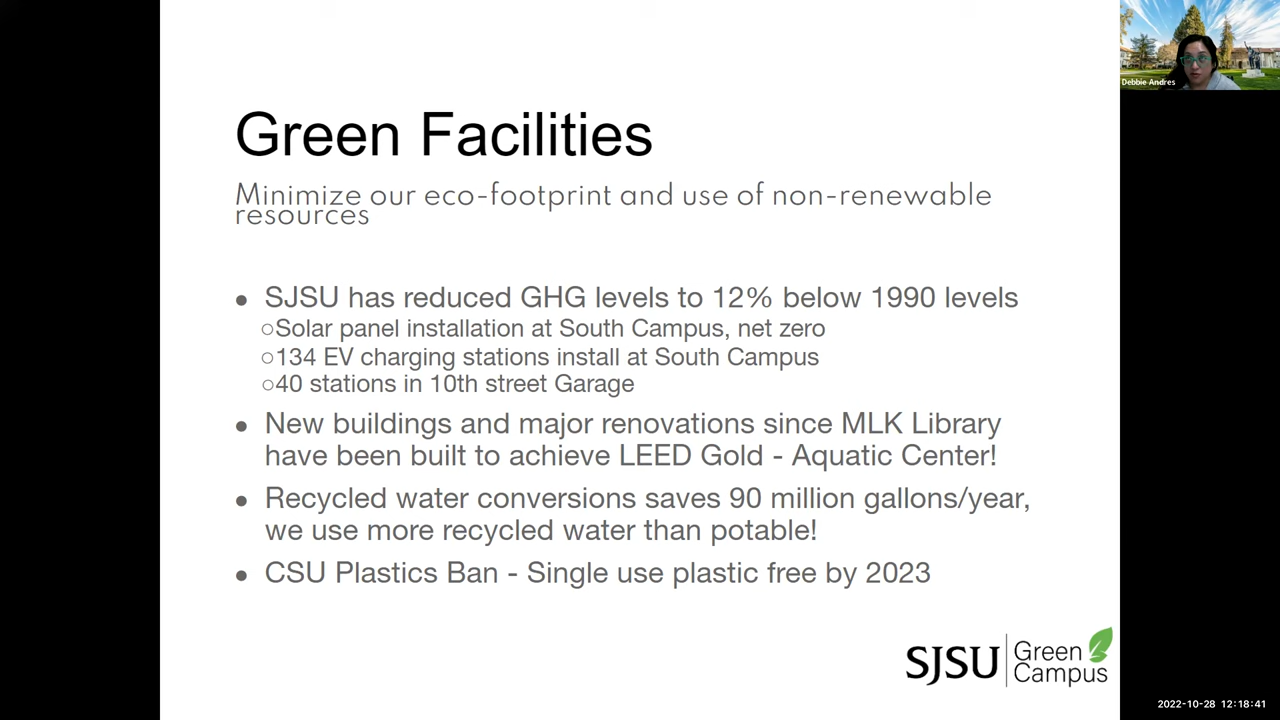 Debbie Andres
Green Facilities
Minimize our eco-footprint and use of non-renewable
resources
● SJSU has reduced GHG levels to 12% below 1990 levels
○Solar panel installation at South Campus, net zero
○134 EV charging stations install at South Campus
○40 stations in 10th street Garage
● New buildings and major renovations since MLK Library
have been built to achieve LEED Gold - Aquatic Center!
● Recycled water conversions saves 90 million gallons/year,
we use more recycled water than potable!
● CSU Plastics Ban - Single use plastic free by 2023
SJSU Green
Campus
2022-10-28 12:18:41